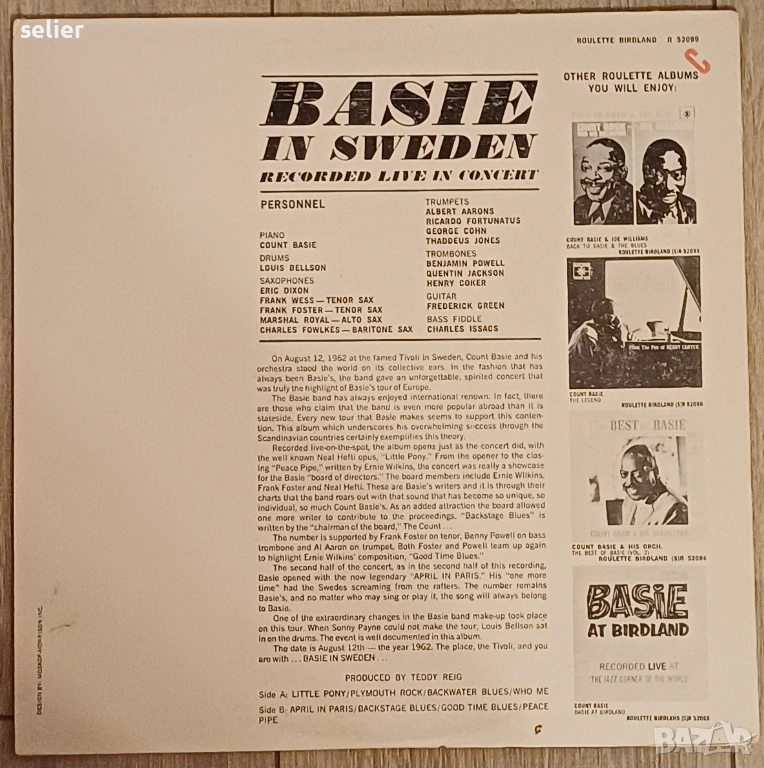 selier
ROULETTE BIRDLAND R 52099
C
BASIE
IN SWEDEN
RECORDED LIVE IN CONCERT
PERSONNEL
PIANO
COUNT BASIE
DRUMS
LOUIS BELLSON
SAXOPHONES
ERIC DIXON
FRANK WESS—TENOR SAX
FRANK FOSTER—TENOR SAX
MARSHAL ROYAL—ALTO SAX
CHARLES FOWLKES—BARITONE SAX
TRUMPETS
ALBERT AARONS
RICARDO FORTUNATUS
GEORGE COHN
THADDEUS JONES
TROMBONES
BENJAMIN POWELL
QUENTIN JACKSON
HENRY COKER
GUITAR
FREDERICK GREEN
BASS FIDDLE
CHARLES ISSAGS
On August 12, 1962 at the famed Tivoli in Sweden, Count Basie and his
orchestra stood the world on its collective ears. In the fashion that has
always been Basie's, the band gave an unforgettable, spirited concert that
was truly the highlight of Basie's tour of Europe.
The Basie band has always enjoyed international renown. In fact, there
are those who claim that the band is even more popular abroad than it is
stateside. Every new tour that Basie makes seems to support this conten-
tion. This album which underscores his overwhelming success through the
Scandinavian countries certainly exemplifies this theory.
Recorded live-on-the-spot, the album opens just as the concert did, with
the well known Neal Hefti opus, "Little Pony." From the opener to the clos-
ing "Peace Pipe," written by Ernie Wilkins, the concert was really a showcase
for the Basie "board of directors." The board members include Ernie Wilkins,
Frank Foster and Neal Hefti. These are Basie's writers and it is through their
charts that the band roars out with that sound that has become so unique, so
individual, so much Count Basie's. As an added attraction the board allowed
one more writer to contribute to the proceedings, "Backstage Blues" is
written by the "chairman of the board," The Count...
The number is supported by Frank Foster on tenor, Benny Powell on bass
trombone and Al Aaron on trumpet. Both Foster and Powell team up again
to highlight Ernie Wilkins' composition, "Good Time Blues."
The second half of the concert, as in the second half of this recording,
Basie opened with the now legendary "APRIL IN PARIS." His "one more
time" had the Swedes screaming from the rafters. The number remains
Basie's, and no matter who may sing or play it, the song will always belong
to Basie.
One of the extraordinary changes in the Basie band make-up took place
on this tour. When Sonny Payne could not make the tour, Louis Bellson sat
in on the drums. The event is well documented in this album.
The date is August 12th — the year 1962. The place, the Tivoli, and you
are with ... BASIE IN SWEDEN ...
PRODUCED BY TEDDY REIG
Side A: LITTLE PONY/PLYMOUTH ROCK/BACKWATER BLUES/WHO ME
Side B: APRIL IN PARIS/BACKSTAGE BLUES/GOOD TIME BLUES/PEACE
PIPE
OTHER ROULETTE ALBUMS
YOU WILL ENJOY:
COUNT BASIE
COUNT BASIE & JOE WILLIAMS
BACK TO BASIE & THE BLUES
ROULETTE BIRDLAND (S)R 52093
From The Pen of BENNY CARTER
COUNT BASIE
THE LEGEND
ROULETTE BIRDLAND (S)R 52086
The BEST of BASIE
COUNT BASIE & HIS ORCH.
THE BEST OF BASIE (VOL. 2)
ROULETTE BIRDLAND (S)R 52084
BASIE
AT BIRDLAND
RECORDED LIVE AT
"THE JAZZ CORNER OF THE WORLD"
COUNT BASIE
BASIE AT BIRDLAND
ROULETTE BIRDLAND (S)R 52063
DESIGN BY: MOSKOF-MORRISON INC.
BAZAR